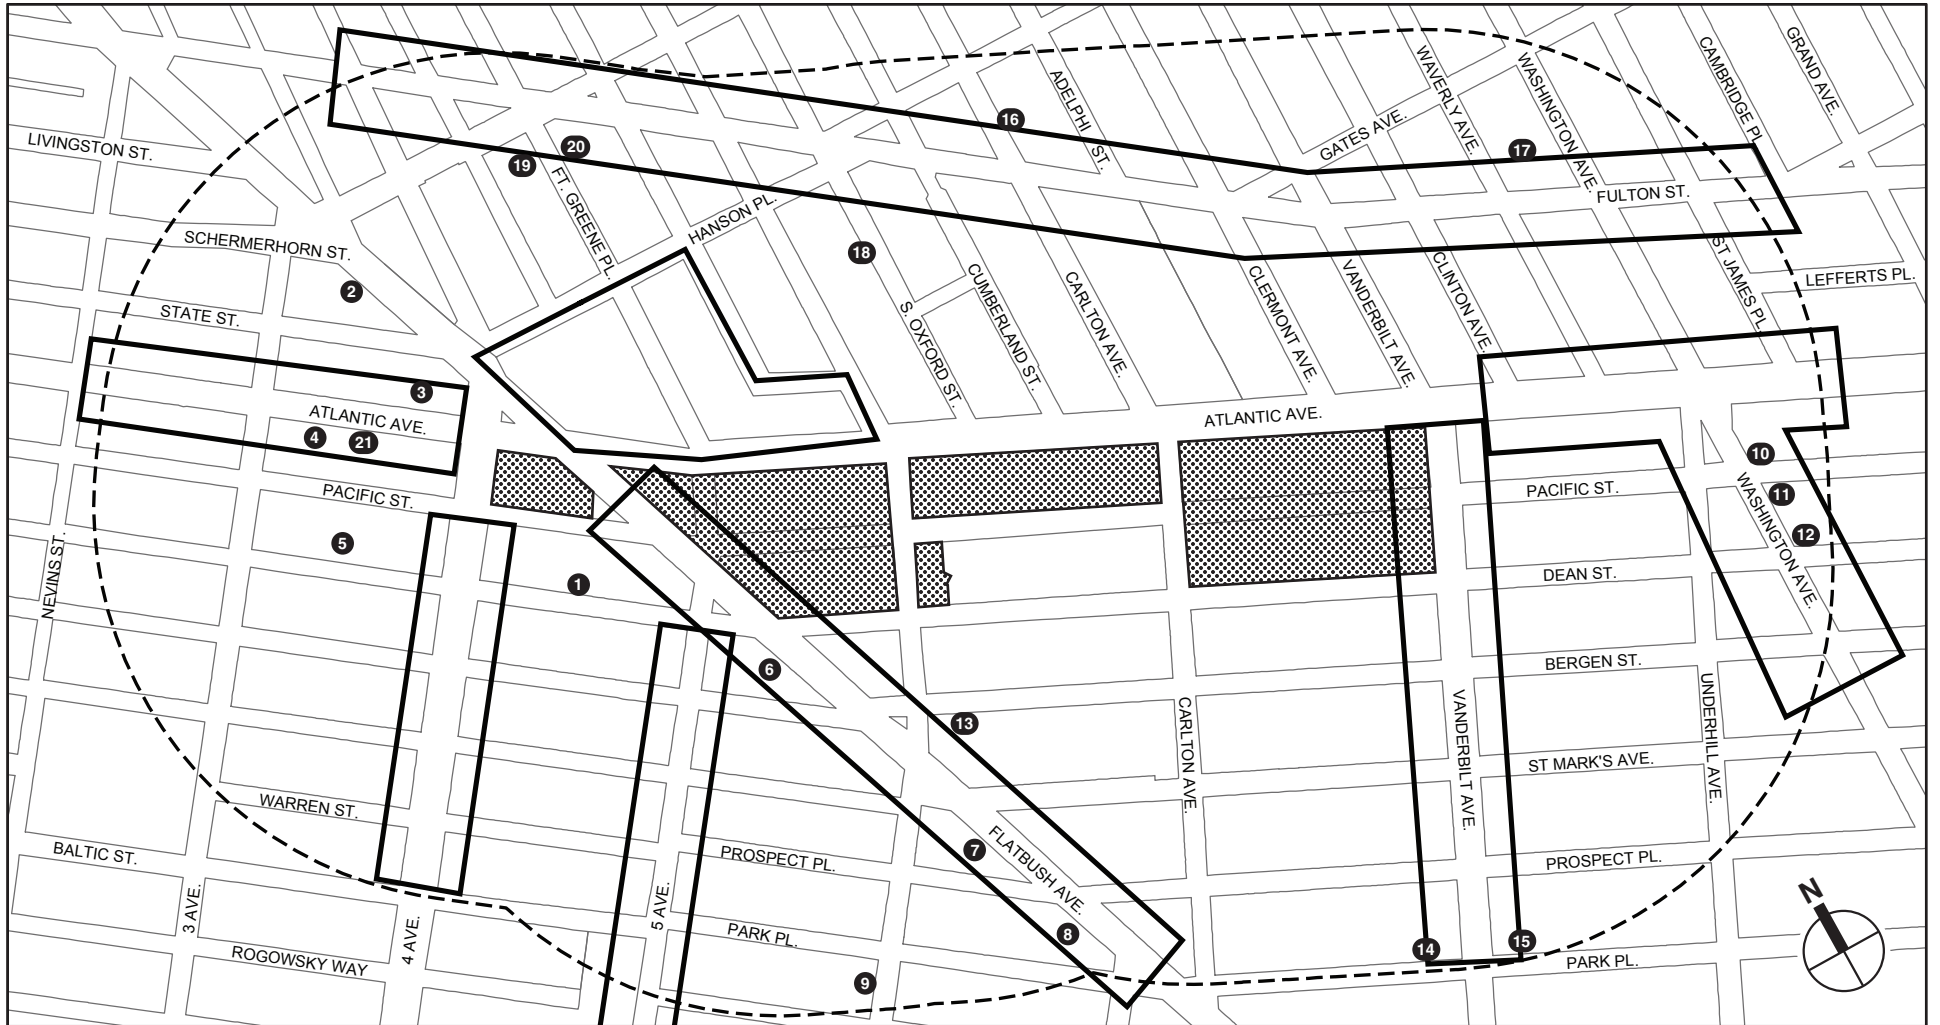 GRAND AVE.
CAMBRIDGE PL.
WASHINGTON AVE.
WAVERLY AVE.
ADELPHI ST.
GATES AVE.
16
17
LIVINGSTON ST.
20
19
FT. GREENE PL.
HANSON PL.
FULTON ST.
SCHERMERHORN ST.
18
ST JAMES PL.
LEFFERTS PL.
2
STATE ST.
S. OXFORD ST.
CUMBERLAND ST.
CARLTON AVE.
CLERMONT AVE.
VANDERBILT AVE.
CLINTON AVE.
3
ATLANTIC AVE.
4
21
ATLANTIC AVE.
10
PACIFIC ST.
PACIFIC ST.
11
WASHINGTON AVE.
12
5
NEVINS ST.
1
DEAN ST.
6
BERGEN ST.
13
CARLTON AVE.
VANDERBILT AVE.
UNDERHILL AVE.
ST MARK'S AVE.
WARREN ST.
7
FLATBUSH AVE.
BALTIC ST.
PROSPECT PL.
PROSPECT PL.
3 AVE.
4 AVE.
5 AVE.
PARK PL.
8
14
15
N
ROGOWSKY WAY
9
PARK PL.